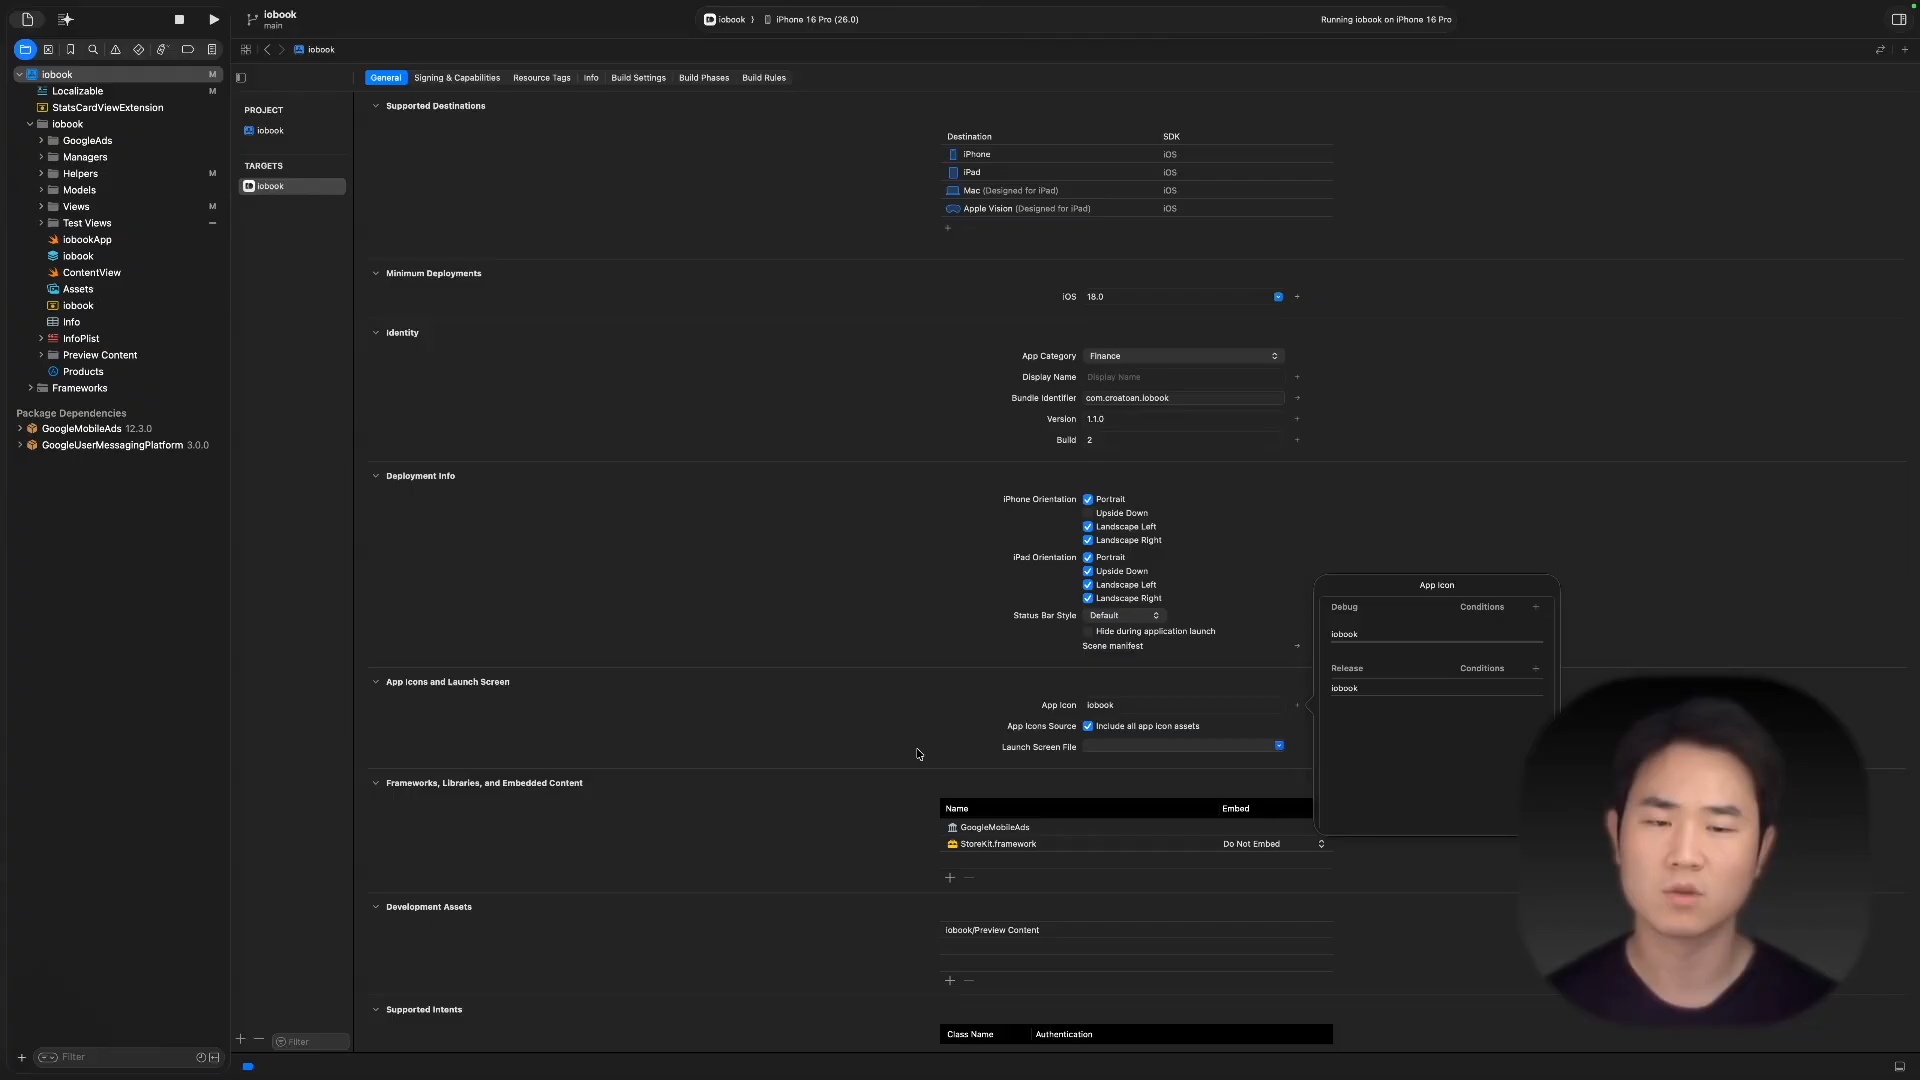 iobook
main
iobook
iPhone 16 Pro (26.0)
Running iobook on iPhone 16 Pro
iobook
iobook M
Localizable M
StatsCardViewExtension
iobook
GoogleAds
Managers
Helpers M
Models
Views M
Test Views
iobookApp
iobook
ContentView
Assets
iobook
Info
InfoPlist
Preview Content
Products
Frameworks
Package Dependencies
GoogleMobileAds 12.3.0
GoogleUserMessagingPlatform 3.0.0
Filter
PROJECT
iobook
TARGETS
iobook
Filter
General Signing & Capabilities Resource Tags Info Build Settings Build Phases Build Rules
Supported Destinations
Destination SDK
iPhone iOS
iPad iOS
Mac (Designed for iPad) iOS
Apple Vision (Designed for iPad) iOS
Minimum Deployments
iOS 18.0
Identity
App Category Finance
Display Name Display Name
Bundle Identifier com.croatoan.iobook
Version 1.1.0
Build 2
Deployment Info
iPhone Orientation Portrait
Upside Down
Landscape Left
Landscape Right
iPad Orientation Portrait
Upside Down
Landscape Left
Landscape Right
Status Bar Style Default
Hide during application launch
Scene manifest
App Icons and Launch Screen
App Icon iobook
App Icons Source Include all app icon assets
Launch Screen File
App Icon
Debug Conditions
iobook
Release Conditions
iobook
Frameworks, Libraries, and Embedded Content
Name Embed
GoogleMobileAds
StoreKit.framework Do Not Embed
Development Assets
iobook/Preview Content
Supported Intents
Class Name Authentication